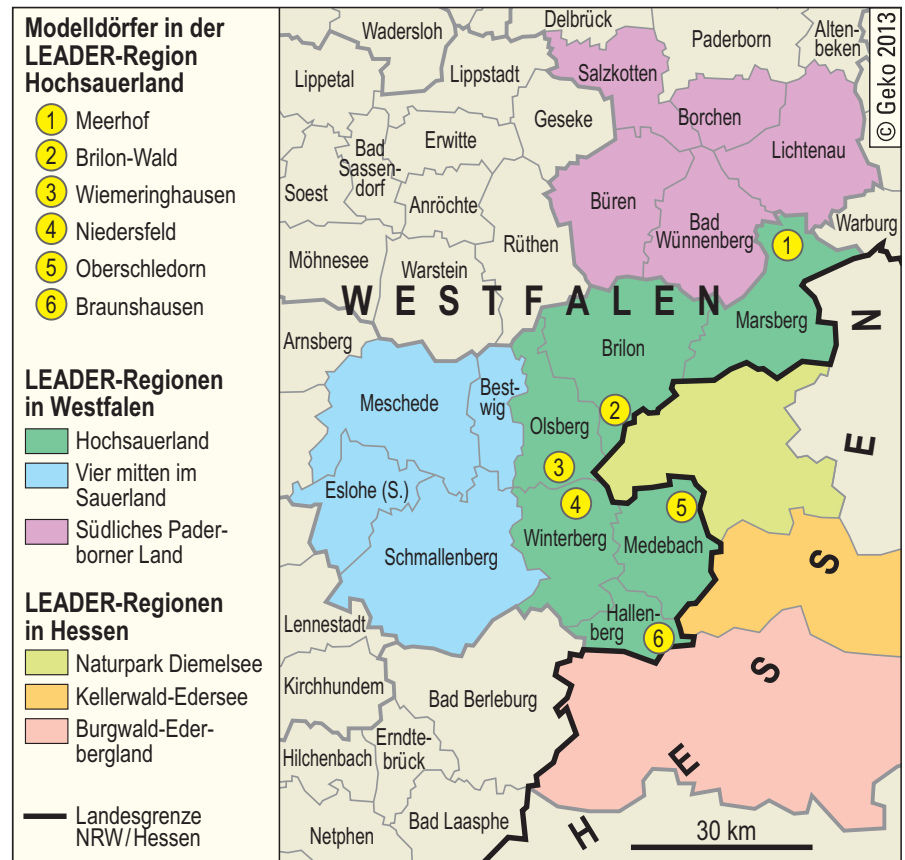 Modelldörfer in der
LEADER-Region
Hochsauerland
1 Meerhof
2 Brilon-Wald
3 Wiemeringhausen
4 Niedersfeld
5 Oberschledorn
6 Braunshausen
LEADER-Regionen
in Westfalen
Hochsauerland
Vier mitten im
Sauerland
Südliches Pader-
borner Land
LEADER-Regionen
in Hessen
Naturpark Diemelsee
Kellerwald-Edersee
Burgwald-Eder-
bergland
Landesgrenze
NRW/Hessen
© Geko 2013
Delbrück
Wadersloh
Paderborn
Alten-
beken
Lippetal
Lippstadt
Salzkotten
Geseke
Borchen
Erwitte
Bad
Sassen-
dorf
Lichtenau
Soest
Anröchte
Büren
Bad
Wünnenberg
Warburg
Rüthen
1
Möhnesee
Warstein
WESTFALEN
Marsberg
Arnsberg
Brilon
Best-
wig
Meschede
2
Olsberg
3
Eslohe (S.)
4
5
Winterberg
Medebach
Schmallenberg
Hallen-
berg
6
Lennestadt
Kirchhundem
Bad Berleburg
Erndte-
brück
Hilchenbach
Bad Laasphe
Netphen
HESSEN
30 km